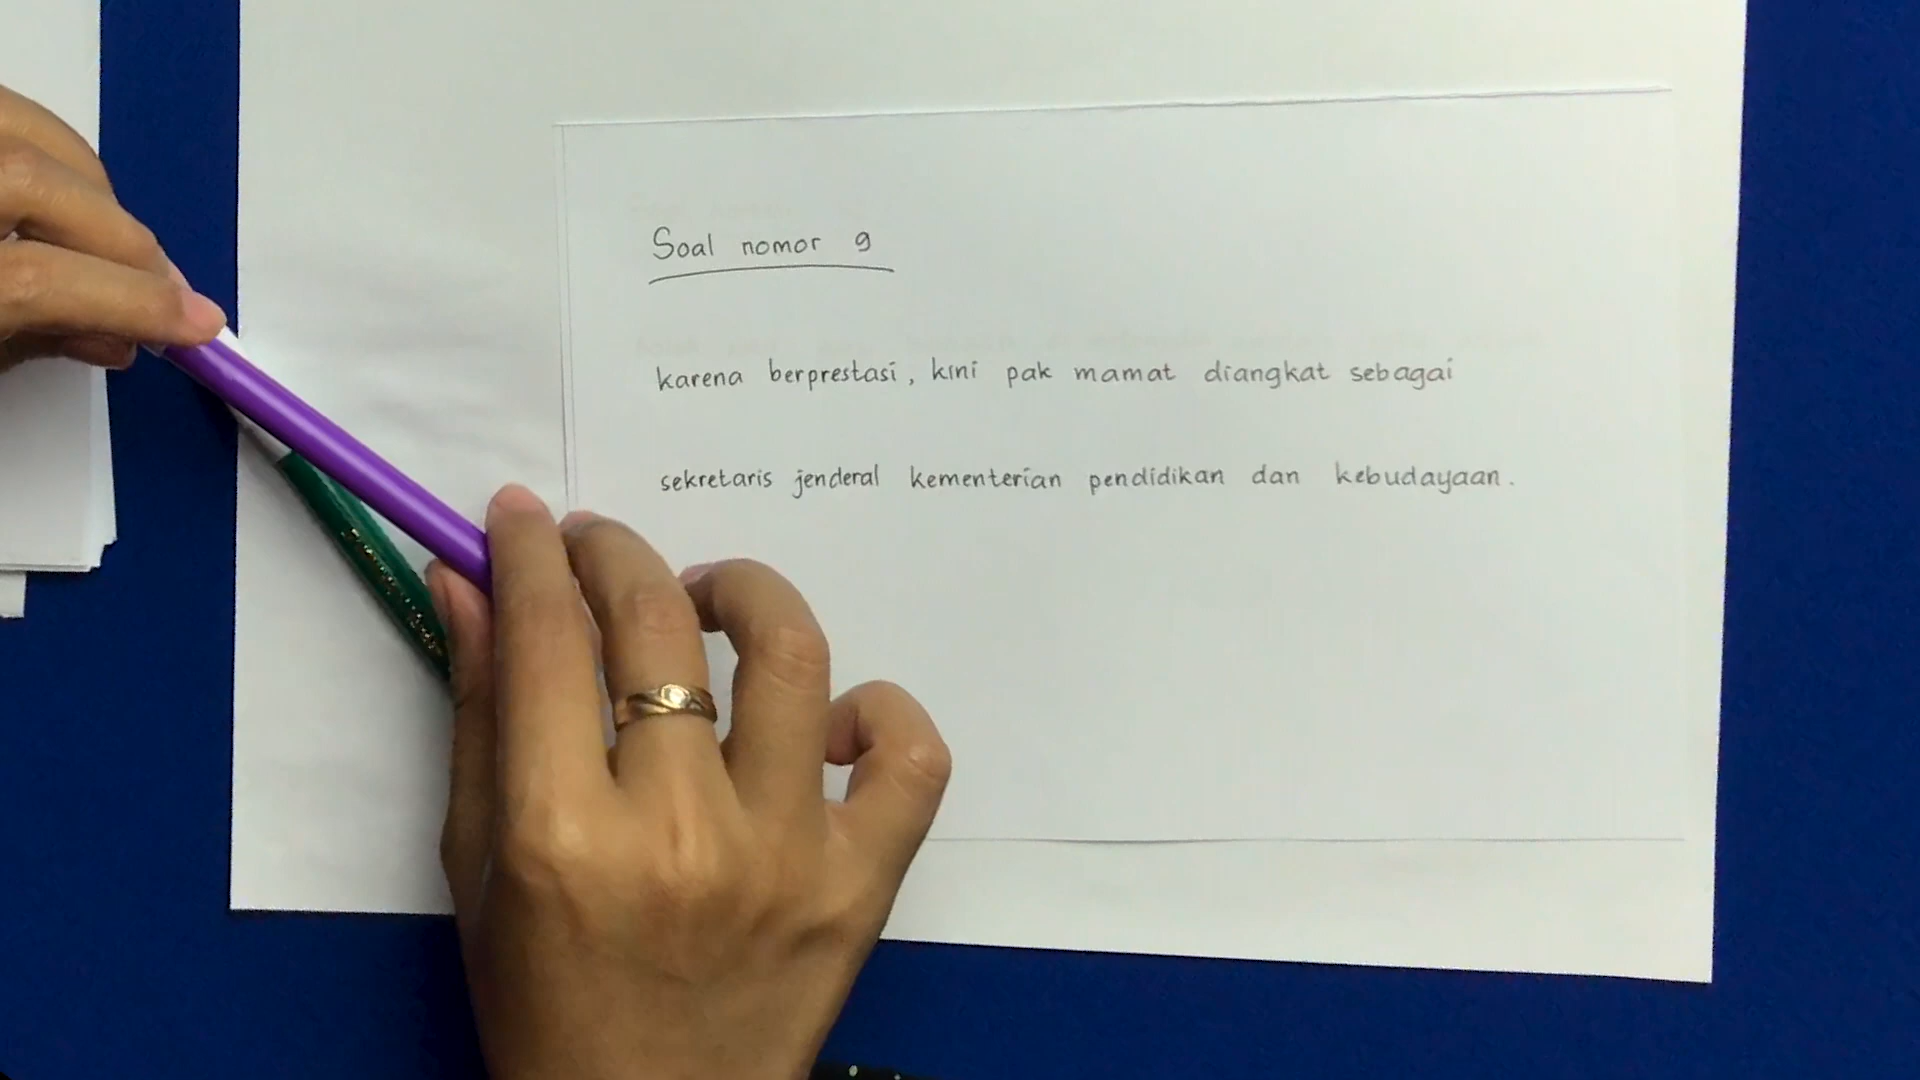 Soal nomor 9
karena berprestasi, kini pak mamat diangkat sebagai
sekretaris jenderal kementerian pendidikan dan kebudayaan.